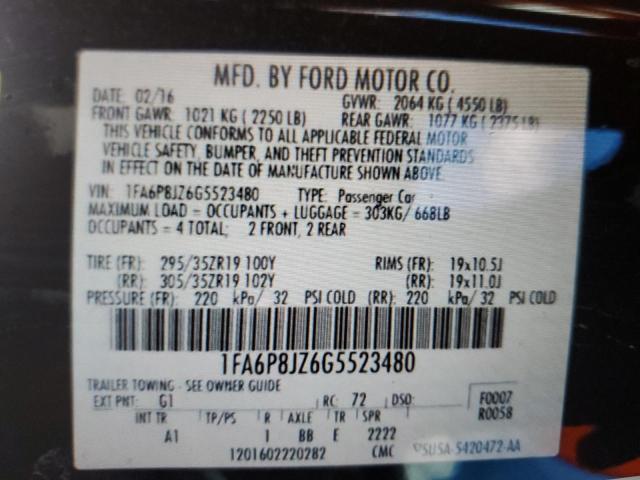 MFD. BY FORD MOTOR CO.
DATE: 02/16 GVWR: 2064 KG ( 4550 LB)
FRONT GAWR: 1021 KG ( 2250 LB) REAR GAWR: 1077 KG ( 2375 LB)
THIS VEHICLE CONFORMS TO ALL APPLICABLE FEDERAL MOTOR
VEHICLE SAFETY, BUMPER, AND THEFT PREVENTION STANDARDS
IN EFFECT ON THE DATE OF MANUFACTURE SHOWN ABOVE
VIN: 1FA6P8JZ6G5523480 TYPE: Passenger Car
MAXIMUM LOAD = OCCUPANTS + LUGGAGE = 303KG/ 668LB
OCCUPANTS = 4 TOTAL; 2 FRONT, 2 REAR
TIRE (FR): 295/35ZR19 100Y RIMS (FR): 19x10.5J
(RR): 305/35ZR19 102Y (RR): 19x11.0J
PRESSURE (FR): 220 kPa/ 32 PSI COLD (RR): 220 kPa/ 32 PSI COLD
1FA6P8JZ6G5523480
TRAILER TOWING - SEE OWNER GUIDE
EXT PNT: G1 RC: 72 DSO: F0007
INT TR TP/PS R AXLE TR SPR R0058
A1 I BB E 2222
1201602220282 CMC SU5A-5420472-AA